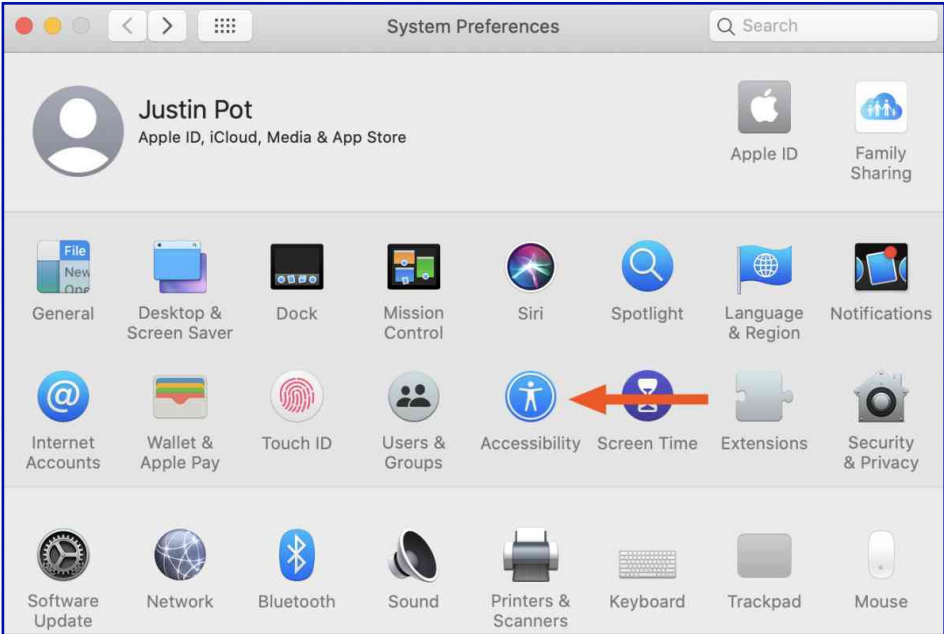 System Preferences
Search
Justin Pot
Apple ID, iCloud, Media & App Store
Apple ID
Family
Sharing
File
New
Ope
General
Desktop &
Screen Saver
Dock
Mission
Control
Siri
Spotlight
Language
& Region
Notifications
Internet
Accounts
Wallet &
Apple Pay
Touch ID
Users &
Groups
Accessibility
Screen Time
Extensions
Security
& Privacy
Software
Update
Network
Bluetooth
Sound
Printers &
Scanners
Keyboard
Trackpad
Mouse